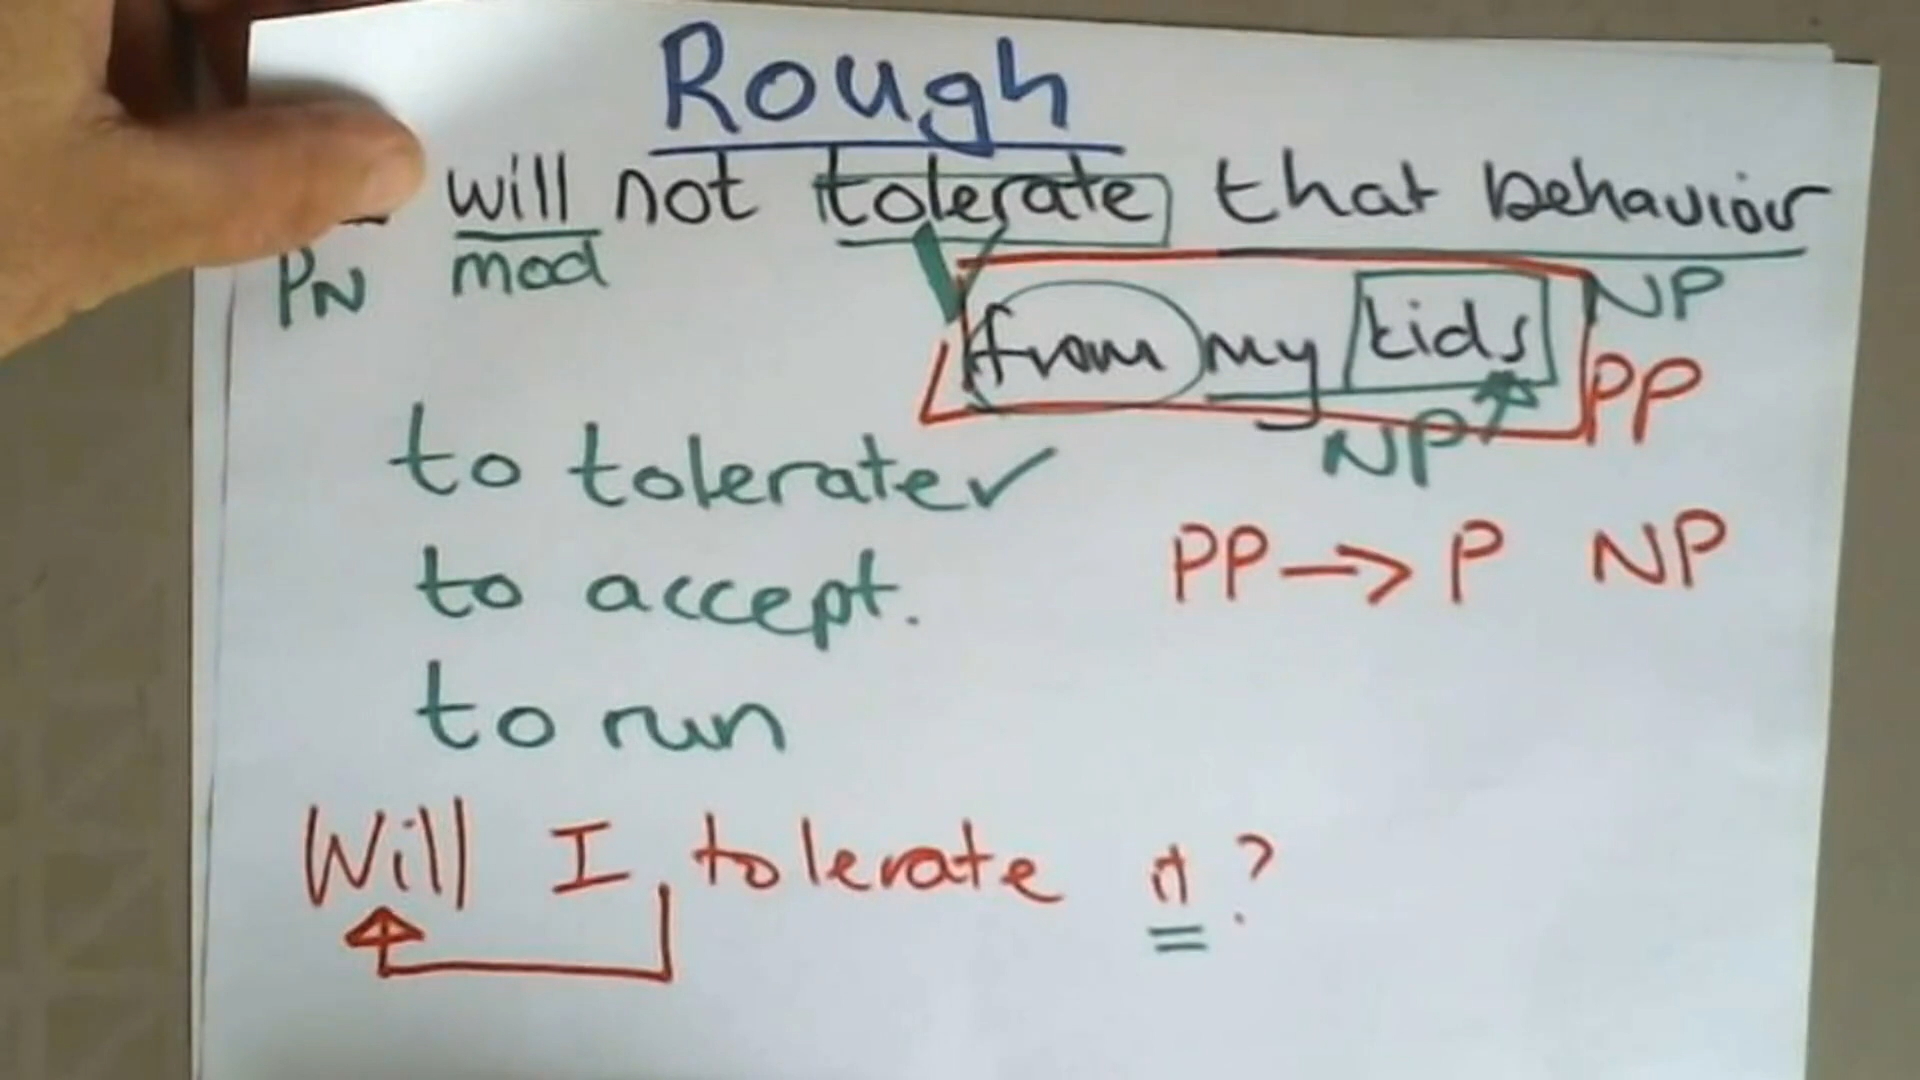 Rough
will not tolerate that behavior
PN mod NP
from my kids
PP
NP
to tolerate
PP → P NP
to accept.
to run
Will I tolerate it?